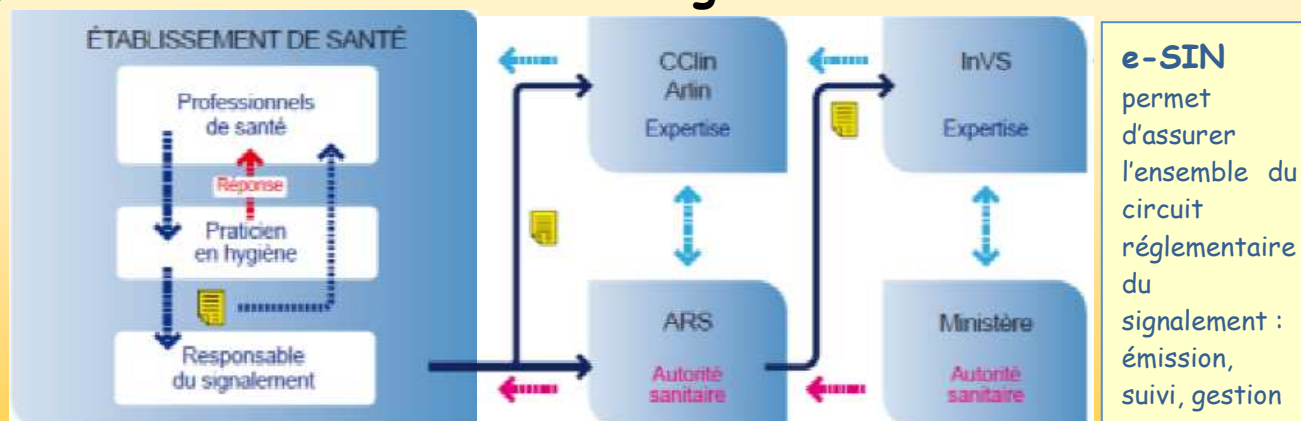 ÉTABLISSEMENT DE SANTÉ
Professionnels
de santé
Réponse
Praticien
en hygiène
Responsable
du signalement
CClin
Arlin
Expertise
ARS
Autorité
sanitaire
InVS
Expertise
Ministère
Autorité
sanitaire
e-SIN
permet
d'assurer
l'ensemble du
circuit
réglementaire
du
signalement :
émission,
suivi, gestion